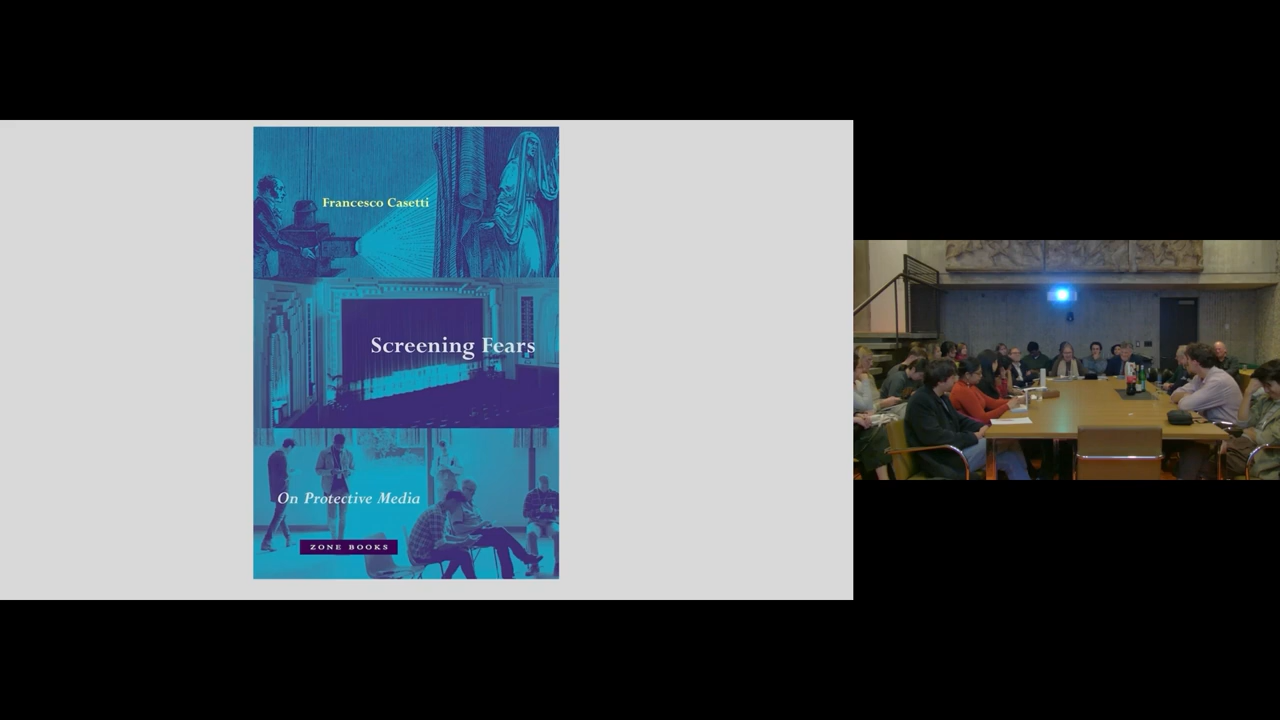 Francesco Casetti
Screening Fears
On Protective Media
ZONE BOOKS